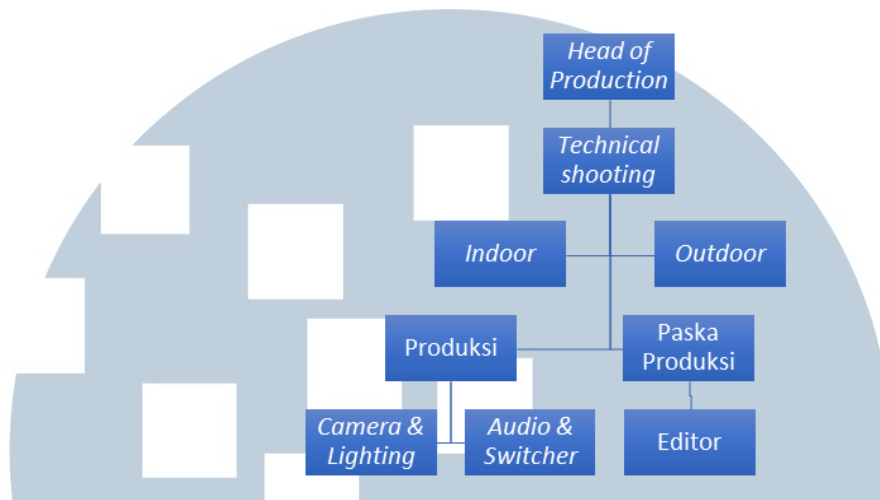 Head of
Production
Technical
shooting
Indoor
Outdoor
Produksi
Paska
Produksi
Camera &
Lighting
Audio &
Switcher
Editor